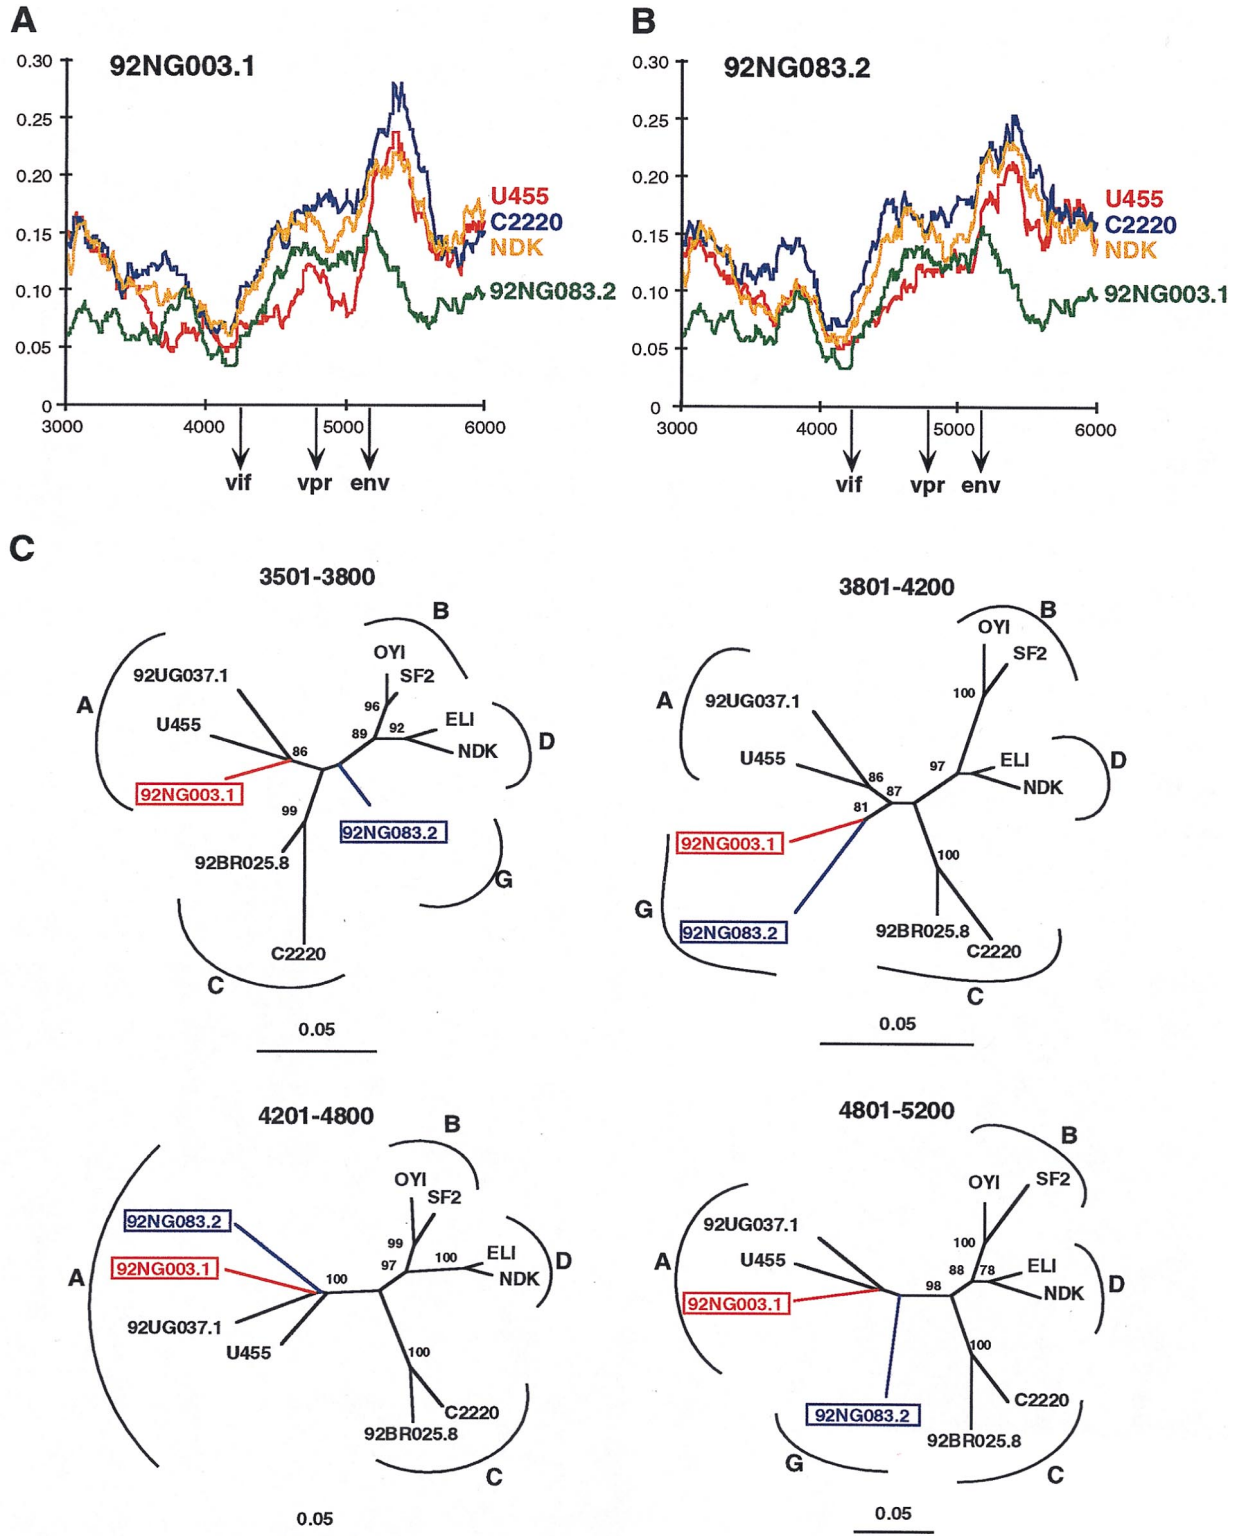 A
92NG003.1
0.30
0.25
0.20
0.15
0.10
0.05
0
3000
4000
5000
6000
vif
vpr
env
U455
C2220
NDK
92NG083.2
B
92NG083.2
0.30
0.25
0.20
0.15
0.10
0.05
0
3000
4000
5000
6000
vif
vpr
env
U455
C2220
NDK
92NG003.1
C
3501-3800
A
92UG037.1
U455
92NG003.1
86
B
OYI
SF2
96
89
92
ELI
NDK
D
92NG083.2
G
99
92BR025.8
C2220
C
0.05
3801-4200
A
92UG037.1
U455
86
87
81
92NG003.1
92NG083.2
G
B
OYI
SF2
100
97
ELI
NDK
D
100
92BR025.8
C2220
C
0.05
4201-4800
A
92NG083.2
92NG003.1
92UG037.1
U455
100
B
OYI
SF2
99
97
100
ELI
NDK
D
100
C2220
92BR025.8
C
0.05
4801-5200
A
92UG037.1
U455
92NG003.1
98
B
OYI
SF2
100
88
78
ELI
NDK
D
92NG083.2
G
100
C2220
92BR025.8
C
0.05